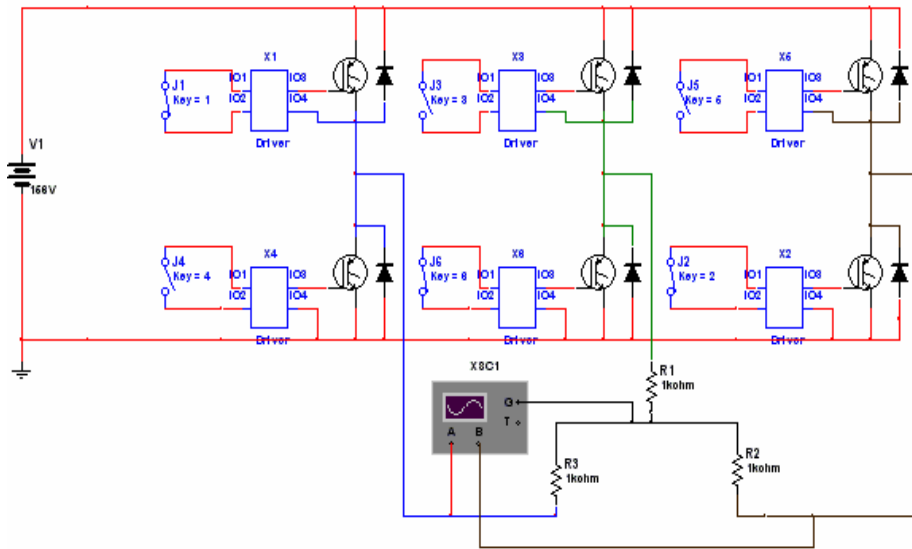 X1
X3
X5
IO1 IO3
IO1 IO3
IO1 IO3
J1
J3
J5
Key = 1
IO2 IO4
Key = 3
IO2 IO4
Key = 5
IO2 IO4
Driver
Driver
Driver
V1
X4
X6
X2
IO1 IO3
IO1 IO3
IO1 IO3
J4
J6
J2
Key = 4
IO2 IO4
Key = 6
IO2 IO4
Key = 2
IO2 IO4
Driver
Driver
Driver
XSC1
R1
1kohm
G
T
A B
R3
1kohm
R2
1kohm